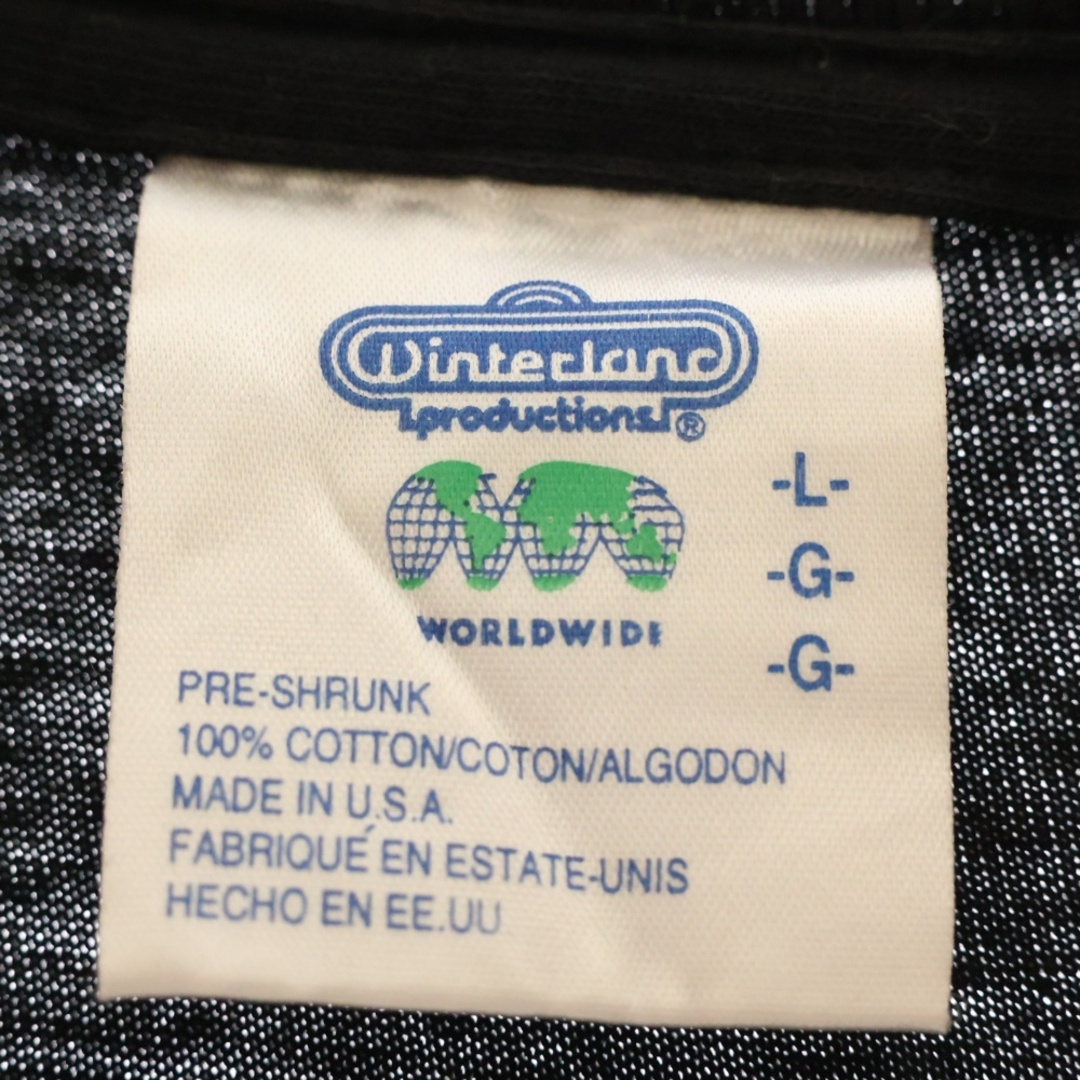 Winterland
productions®
WORLDWIDE
-L-
-G-
-G-
PRE-SHRUNK
100% COTTON/COTON/ALGODON
MADE IN U.S.A.
FABRIQUÉ EN ESTATE-UNIS
HECHO EN EE.UU